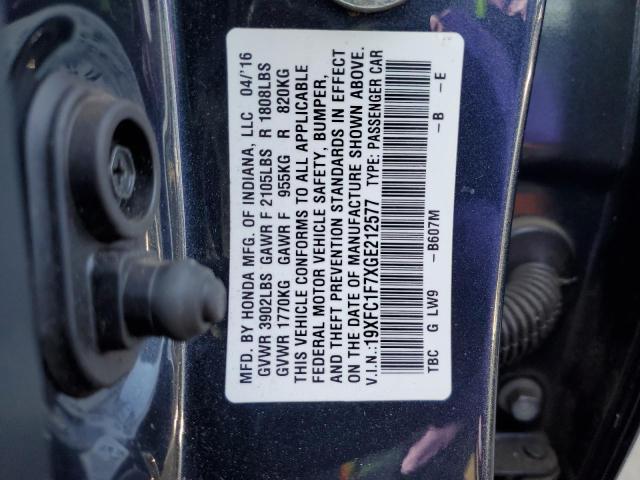 MFD. BY HONDA MFG. OF INDIANA, LLC 04/'16
GVWR 3902LBS GAWR F 2105LBS R 1808LBS
GVWR 1770KG GAWR F 955KG R 820KG
THIS VEHICLE CONFORMS TO ALL APPLICABLE
FEDERAL MOTOR VEHICLE SAFETY, BUMPER,
AND THEFT PREVENTION STANDARDS IN EFFECT
ON THE DATE OF MANUFACTURE SHOWN ABOVE.
V.I.N.:19XFC1F7XGE212577 TYPE: PASSENGER CAR
TBC G LW9 –B607M –B –E